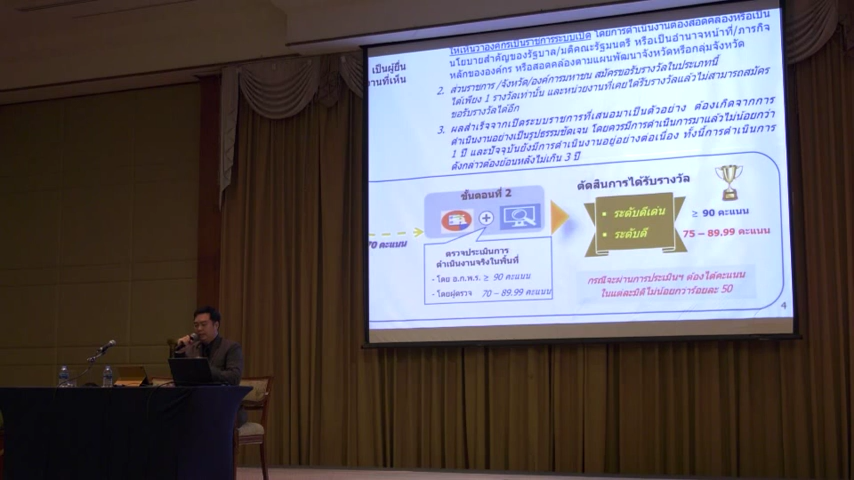 ให้เห็นว่าองค์กรเป็นราชการระบบเปิด โดยการดำเนินงานต้องสอดคล้องหรือเป็น
นโยบายสำคัญของรัฐบาล/มติคณะรัฐมนตรี หรือเป็นอำนาจหน้าที่/ภารกิจ
หลักขององค์กร หรือสอดคล้องตามแผนพัฒนาจังหวัดหรือกลุ่มจังหวัด
เป็นผู้ยื่น
งานที่เห็น
2. ส่วนราชการ/จังหวัด/องค์การมหาชน สมัครขอรับรางวัลในประเภทนี้
ได้เพียง 1 รางวัลเท่านั้น และหน่วยงานที่เคยได้รับรางวัลแล้วไม่สามารถสมัคร
ขอรับรางวัลได้อีก
3. ผลสำเร็จจากเปิดระบบราชการที่เสนอมาเป็นตัวอย่าง ต้องเกิดจากการ
ดำเนินงานอย่างเป็นรูปธรรมชัดเจน โดยควรมีการดำเนินการมาแล้วไม่น้อยกว่า
1 ปี และปัจจุบันยังมีการดำเนินงานอยู่อย่างต่อเนื่อง ทั้งนี้การดำเนินการ
ดังกล่าวต้องย้อนหลังไม่เกิน 3 ปี
ขั้นตอนที่ 2
70 คะแนน
ตรวจประเมินการ
ดำเนินงานจริงในพื้นที่
- โดย อ.ก.พ.ร. ≥ 90 คะแนน
- โดยผู้ตรวจ 70 – 89.99 คะแนน
ตัดสินการได้รับรางวัล
• ระดับดีเด่น ≥ 90 คะแนน
• ระดับดี 75 – 89.99 คะแนน
กรณีจะผ่านการประเมินฯ ต้องได้คะแนน
ในแต่ละมิติไม่น้อยกว่าร้อยละ 50
4